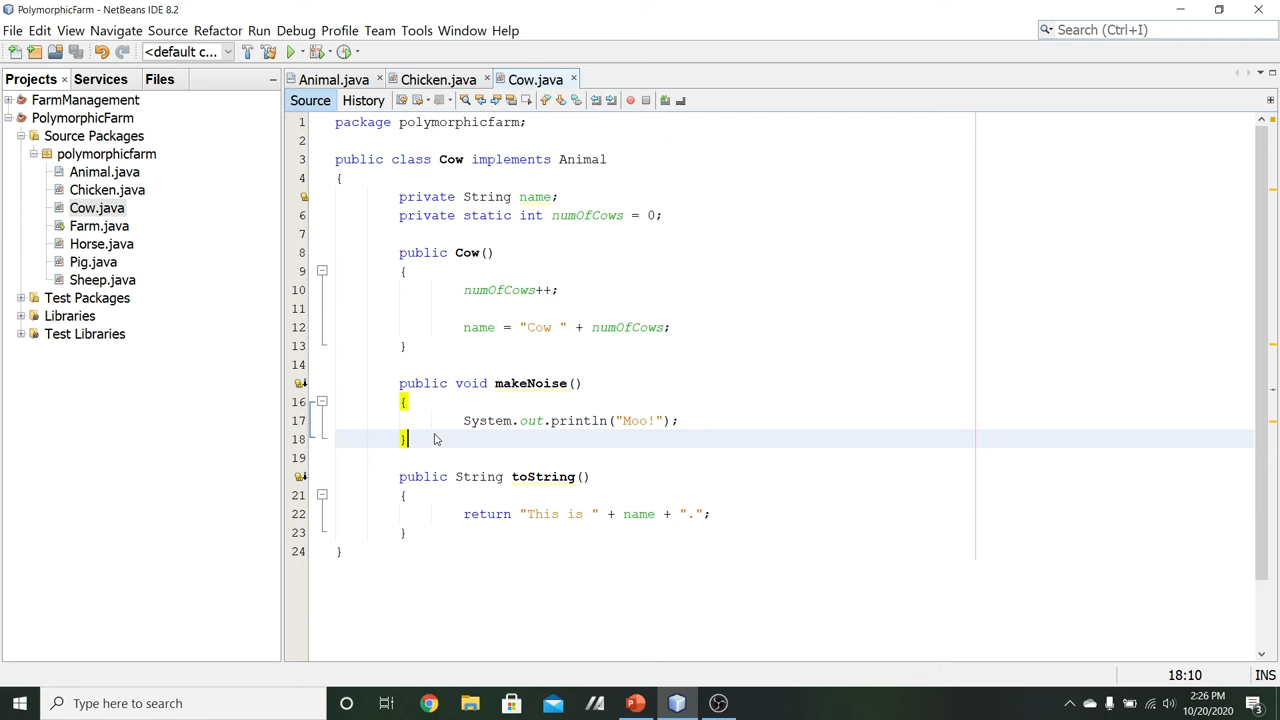 PolymorphicFarm - NetBeans IDE 8.2
File Edit View Navigate Source Refactor Run Debug Profile Team Tools Window Help
Search (Ctrl+I)
<default c...
Projects Services Files
Animal.java Chicken.java Cow.java
Source History
FarmManagement
PolymorphicFarm
Source Packages
polymorphicfarm
Animal.java
Chicken.java
Cow.java
Farm.java
Horse.java
Pig.java
Sheep.java
Test Packages
Libraries
Test Libraries
1 package polymorphicfarm;
2
3 public class Cow implements Animal
4 {
private String name;
6 private static int numOfCows = 0;
7
8 public Cow()
9 {
10 numOfCows++;
11
12 name = "Cow " + numOfCows;
13 }
14
public void makeNoise()
16 {
17 System.out.println("Moo!");
18 }
19
public String toString()
21 {
22 return "This is " + name + ".";
23 }
24 }
18:10 INS
Type here to search
2:26 PM
10/20/2020
3